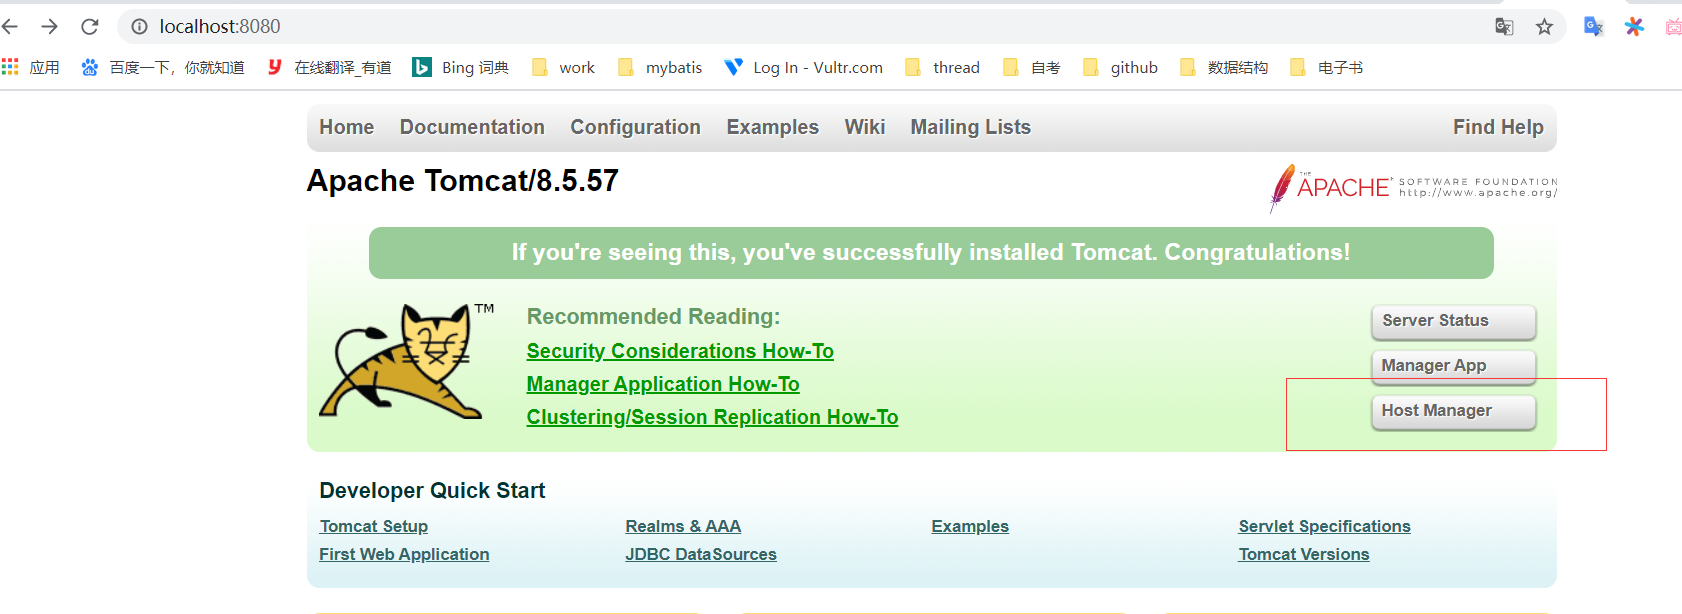 localhost:8080
应用 百度一下，你就知道 在线翻译_有道 Bing 词典 work mybatis Log In - Vultr.com thread 自考 github 数据结构 电子书
Home Documentation Configuration Examples Wiki Mailing Lists Find Help
Apache Tomcat/8.5.57
THE APACHE SOFTWARE FOUNDATION
http://www.apache.org/
If you're seeing this, you've successfully installed Tomcat. Congratulations!
TM
Recommended Reading:
Security Considerations How-To
Manager Application How-To
Clustering/Session Replication How-To
Server Status
Manager App
Host Manager
Developer Quick Start
Tomcat Setup Realms & AAA Examples Servlet Specifications
First Web Application JDBC DataSources Tomcat Versions